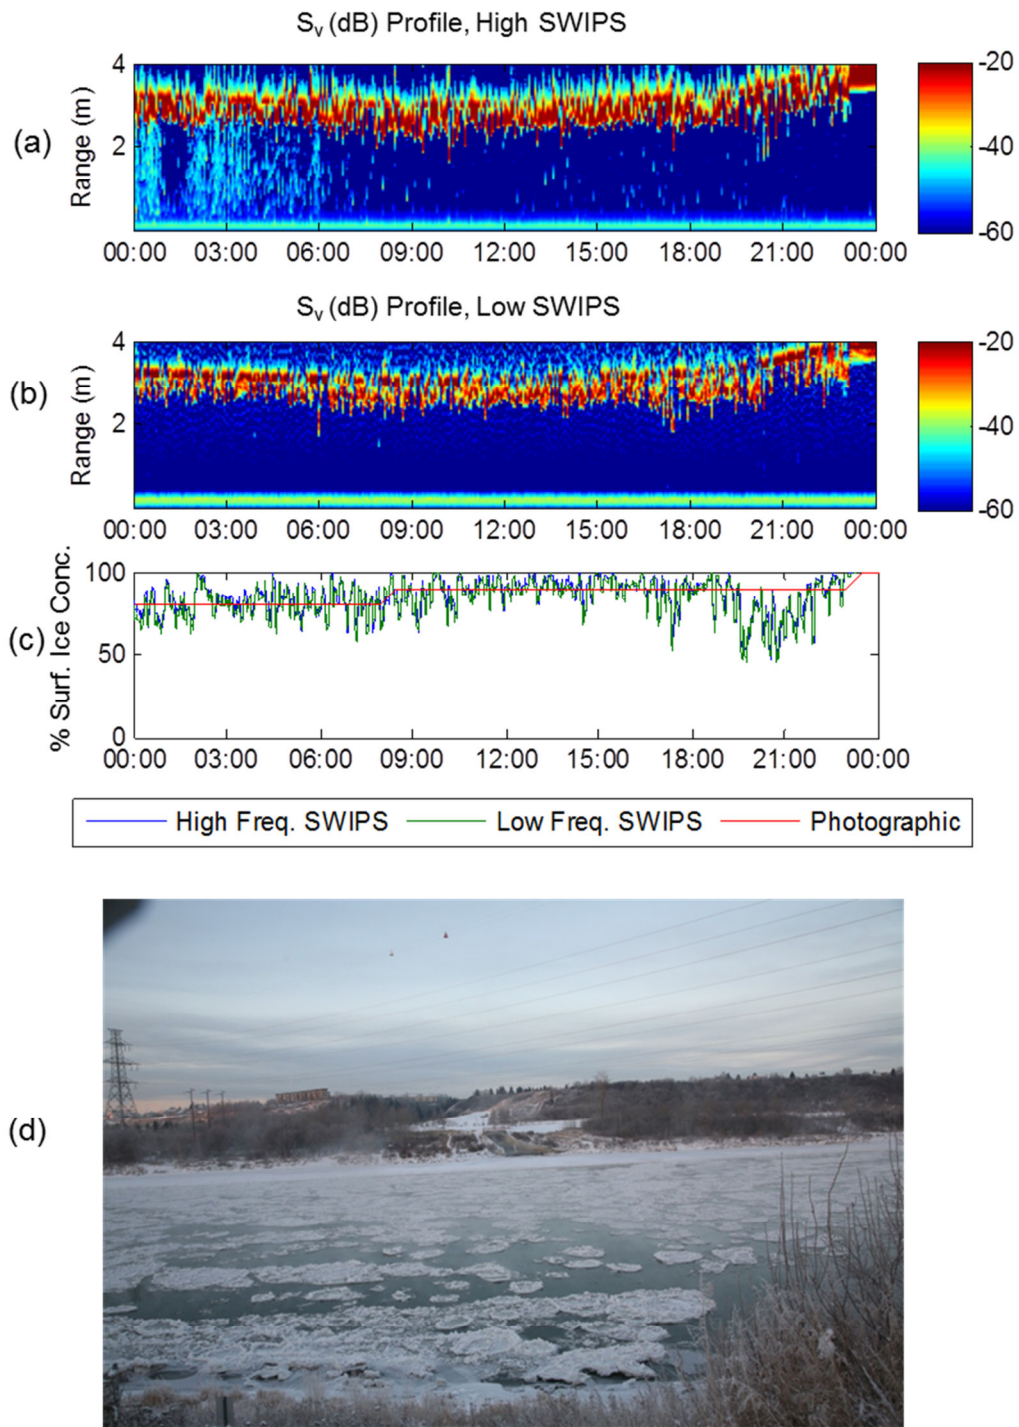 Sv (dB) Profile, High SWIPS
(a)
Range (m)
4
2
00:00 03:00 06:00 09:00 12:00 15:00 18:00 21:00 00:00
-20
-40
-60
Sv (dB) Profile, Low SWIPS
(b)
Range (m)
4
2
00:00 03:00 06:00 09:00 12:00 15:00 18:00 21:00 00:00
-20
-40
-60
(c)
% Surf. Ice Conc.
100
50
0
00:00 03:00 06:00 09:00 12:00 15:00 18:00 21:00 00:00
High Freq. SWIPS Low Freq. SWIPS Photographic
(d)